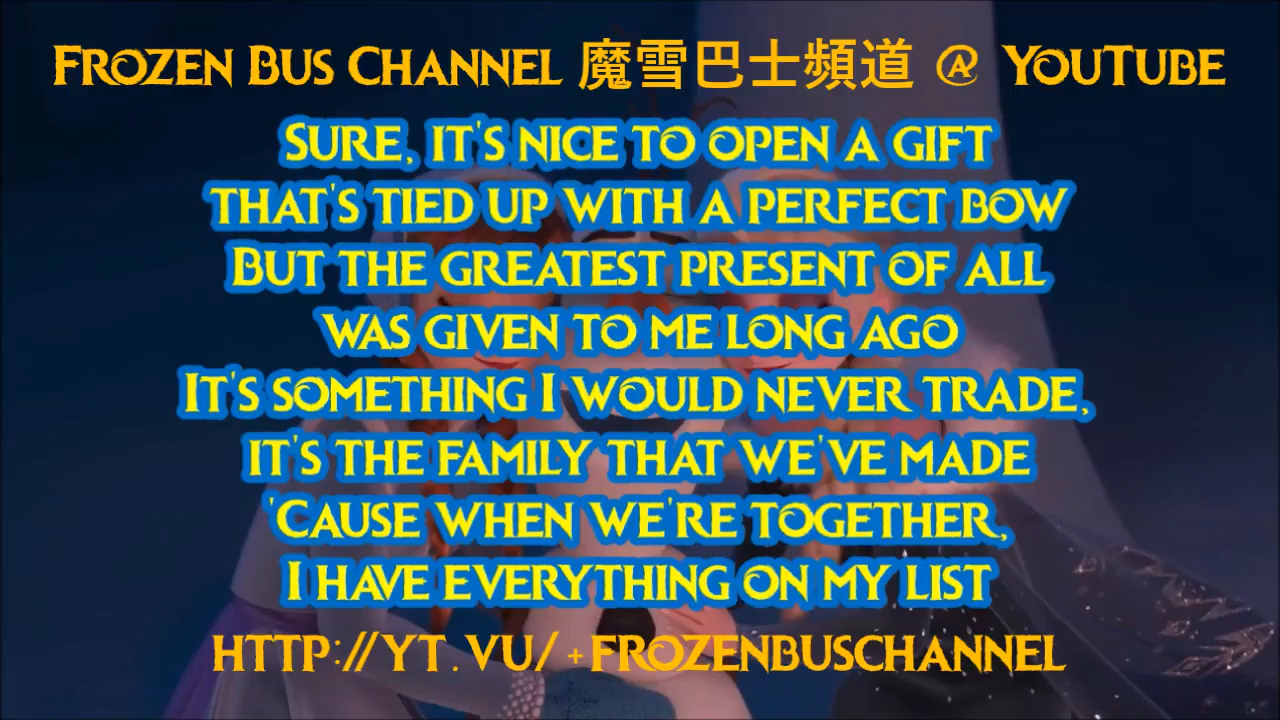 Frozen Bus Channel 魔雪巴士頻道 @ YouTube
Sure, it's nice to open a gift
that's tied up with a perfect bow
But the greatest present of all
was given to me long ago
It's something I would never trade,
it's the family that we've made
'Cause when we're together,
I have everything on my list
http://yt.vu/+frozenbuschannel